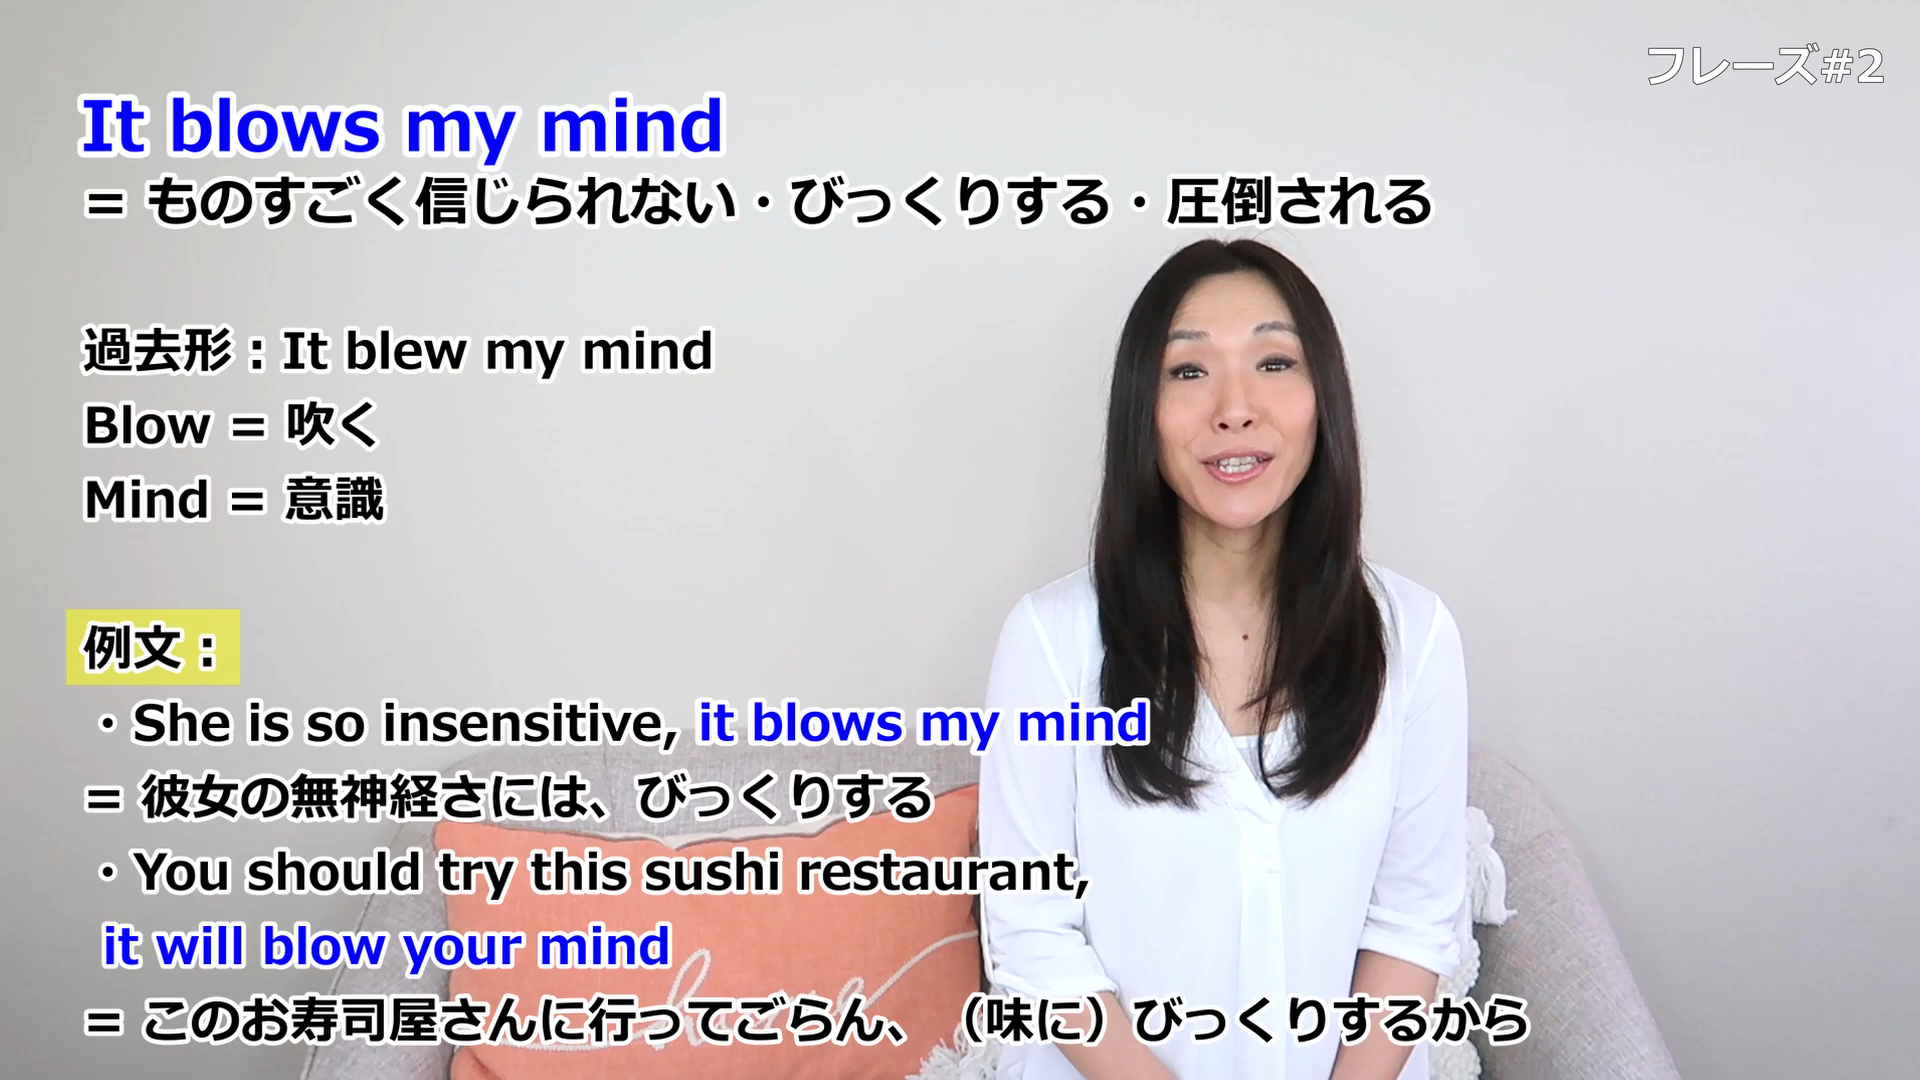 フレーズ#2
It blows my mind
= ものすごく信じられない・びっくりする・圧倒される
過去形：It blew my mind
Blow = 吹く
Mind = 意識
例文：
・She is so insensitive, it blows my mind
= 彼女の無神経さには、びっくりする
・You should try this sushi restaurant,
it will blow your mind
= このお寿司屋さんに行ってごらん、（味に）びっくりするから